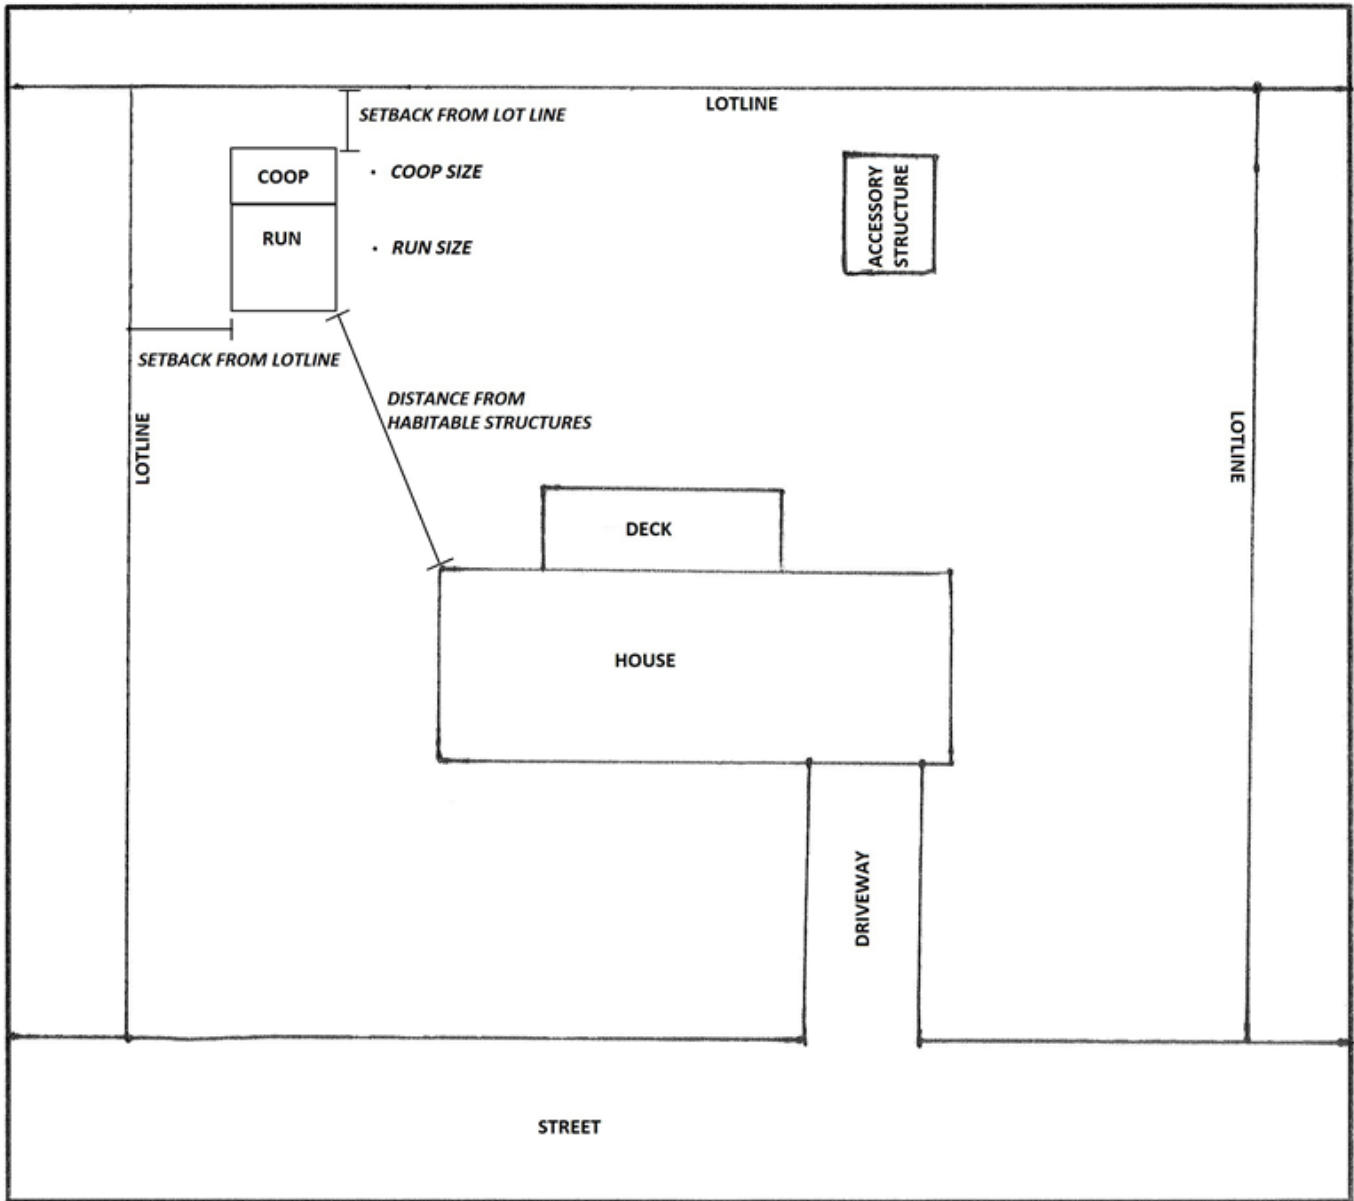 LOTLINE
SETBACK FROM LOT LINE
COOP
COOP SIZE
ACCESSORY
STRUCTURE
RUN
RUN SIZE
SETBACK FROM LOTLINE
DISTANCE FROM
HABITABLE STRUCTURES
LOTLINE
LOTLINE
DECK
HOUSE
DRIVEWAY
STREET